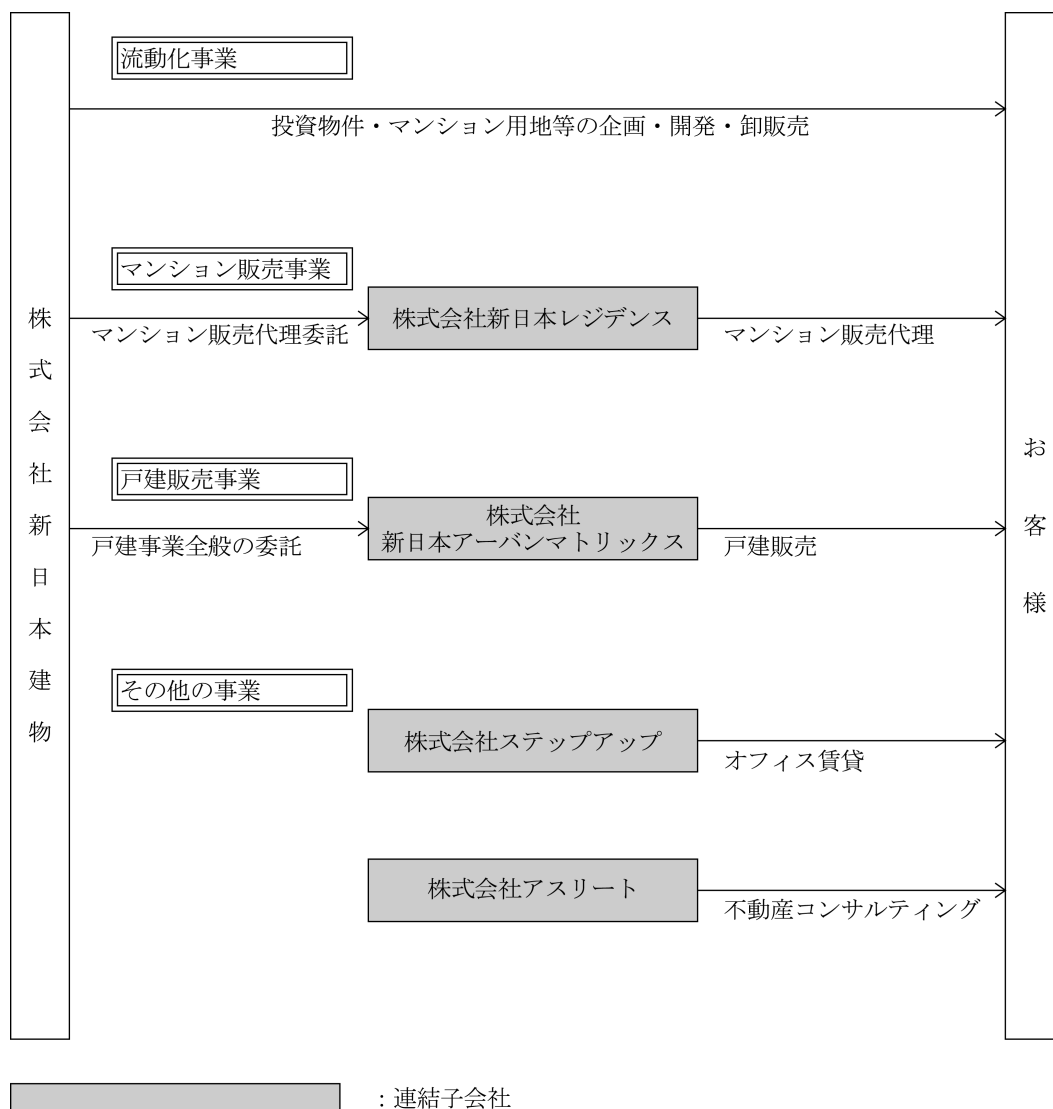 流動化事業
投資物件・マンション用地等の企画・開発・卸販売
マンション販売事業
株式会社新日本建物
マンション販売代理委託
株式会社新日本レジデンス
マンション販売代理
お客様
戸建販売事業
戸建事業全般の委託
株式会社
新日本アーバンマトリックス
戸建販売
その他の事業
株式会社ステップアップ
オフィス賃貸
株式会社アスリート
不動産コンサルティング
：連結子会社